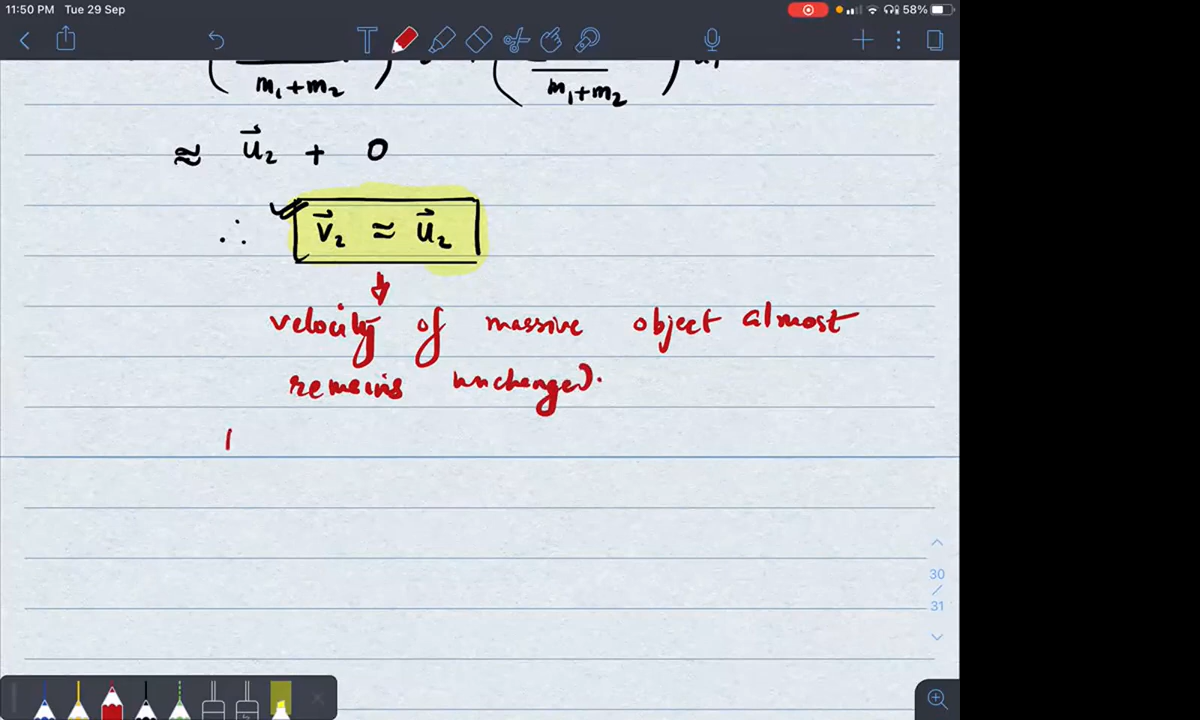 11:50 PM Tue 29 Sep 58%
m₁+m₂ m₁+m₂
≈ u⃗₂ + 0
∴ v⃗₂ ≈ u⃗₂
velocity of massive object almost
remains unchanged.
30
/
31